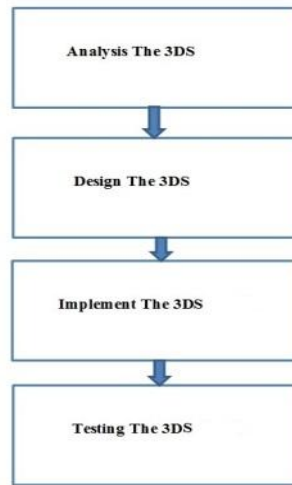 Analysis The 3DS
Design The 3DS
Implement The 3DS
Testing The 3DS